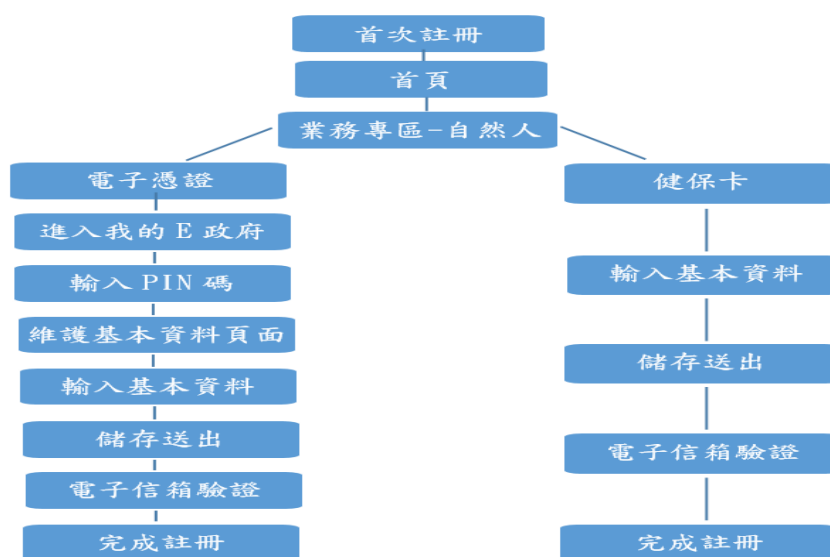 首次註冊
首頁
業務專區-自然人
電子憑證
進入我的 E 政府
輸入 PIN 碼
維護基本資料頁面
輸入基本資料
儲存送出
電子信箱驗證
完成註冊
健保卡
輸入基本資料
儲存送出
電子信箱驗證
完成註冊